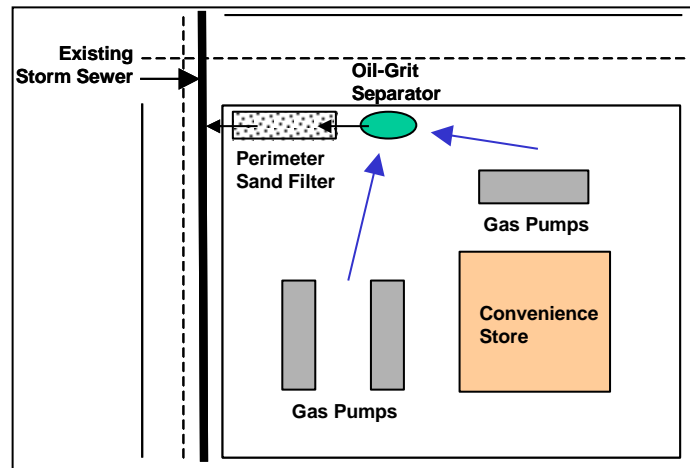 Existing
Storm Sewer
Oil-Grit
Separator
Perimeter
Sand Filter
Gas Pumps
Convenience
Store
Gas Pumps